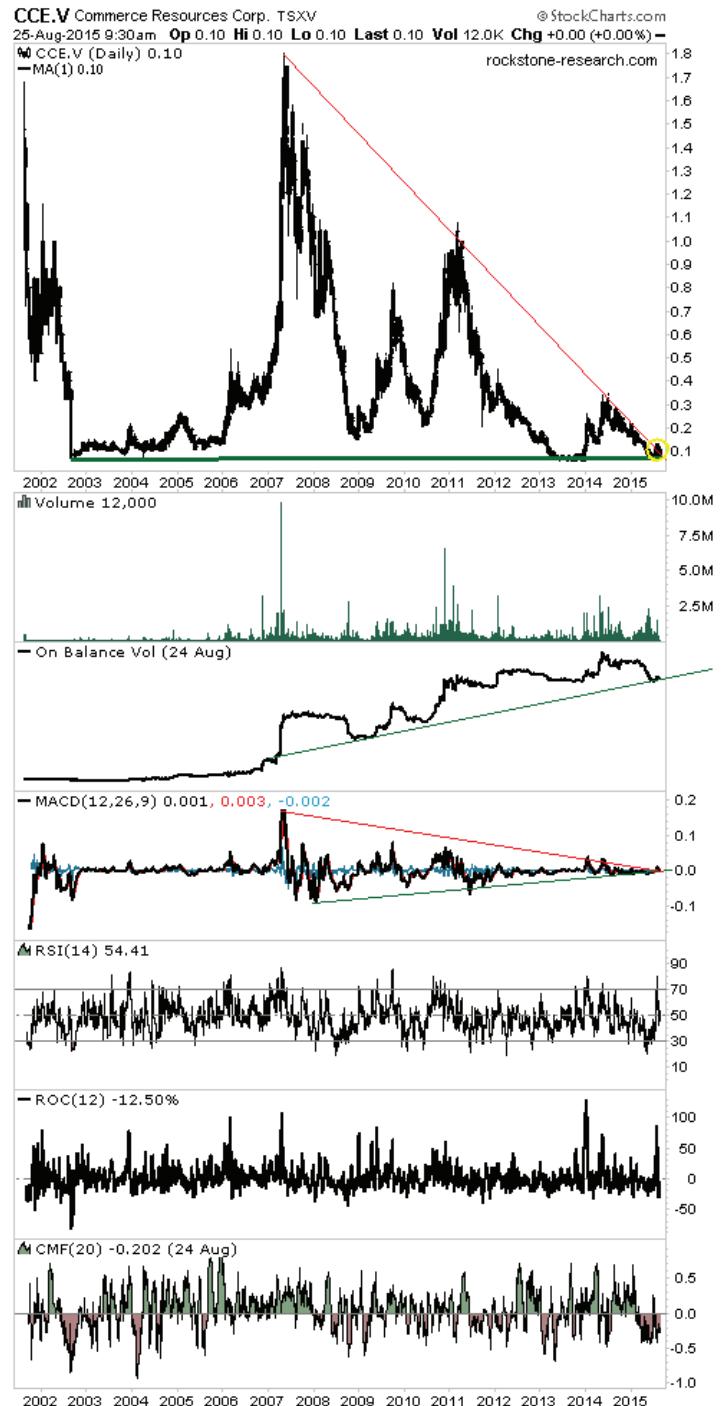 CCE.V Commerce Resources Corp. TSXV @StockCharts.com
25-Aug-2015 9:30am Op 0.10 Hi 0.10 Lo 0.10 Last 0.10 Vol 12.0K Chg +0.00 (+0.00%)
CCE.V (Daily) 0.10
MA(1) 0.10
rockstone-research.com
1.8
1.7
1.6
1.5
1.4
1.3
1.2
1.1
1.0
0.9
0.8
0.7
0.6
0.5
0.4
0.3
0.2
0.1
2002 2003 2004 2005 2006 2007 2008 2009 2010 2011 2012 2013 2014 2015
Volume 12,000
10.0M
7.5M
5.0M
2.5M
On Balance Vol (24 Aug)
MACD(12,26,9) 0.001, 0.003, -0.002
0.2
0.1
0.0
-0.1
RSI(14) 54.41
90
70
50
30
10
ROC(12) -12.50%
100
50
0
-50
CMF(20) -0.202 (24 Aug)
0.5
0.0
-0.5
-1.0
2002 2003 2004 2005 2006 2007 2008 2009 2010 2011 2012 2013 2014 2015